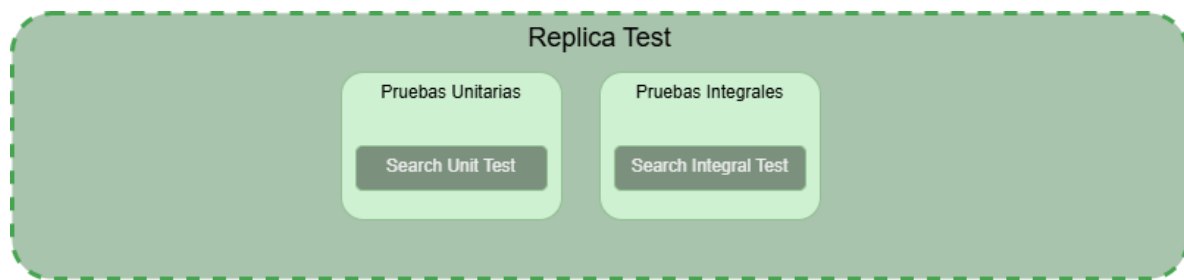 Replica Test
Pruebas Unitarias
Search Unit Test
Pruebas Integrales
Search Integral Test